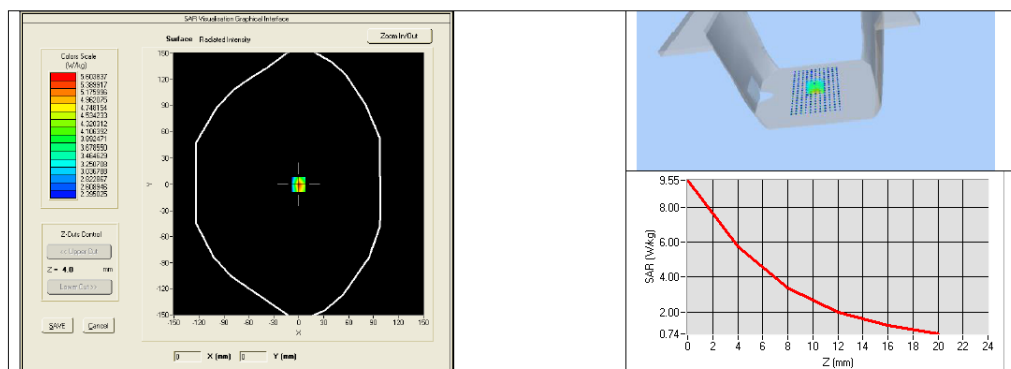 SAR Visualisation Graphical Interface
Surface Radiated Intensity
Zoom In/Out
Colors Scale
(W/kg)
5.603837
5.389917
5.175996
4.962075
4.748154
4.534233
4.320312
4.106392
3.892471
3.678550
3.464629
3.250708
3.036788
2.822867
2.608946
2.395025
150
120
90
60
30
0
-30
-60
-90
-120
-150
Y
-150 -120 -90 -60 -30 0 30 60 90 120 150
X
Z-Cuts Control
<< Upper Cut
Z = 4.0 mm
Lower Cut >>
SAVE Cancel
0 X (mm) 0 Y (mm)
9.55
8.00
6.00
4.00
2.00
0.74
SAR (W/kg)
0 2 4 6 8 10 12 14 16 18 20 22 24
Z (mm)